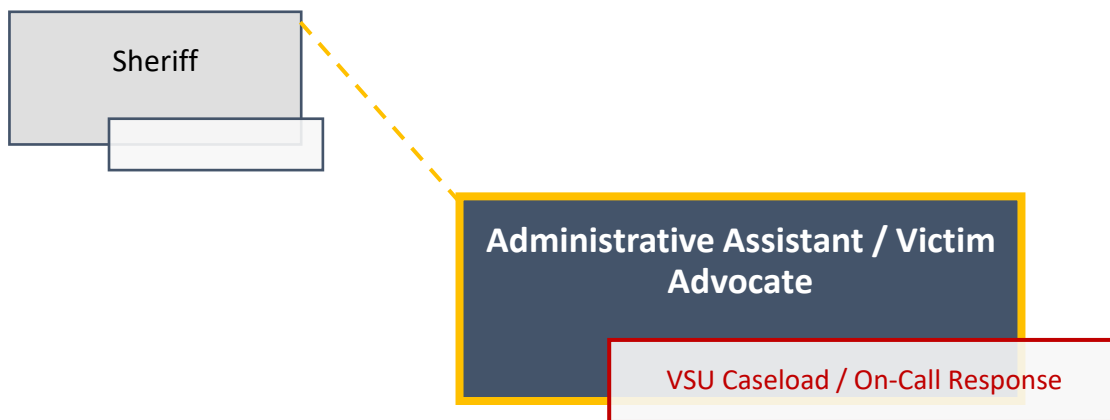 Sheriff
Administrative Assistant / Victim
Advocate
VSU Caseload / On-Call Response